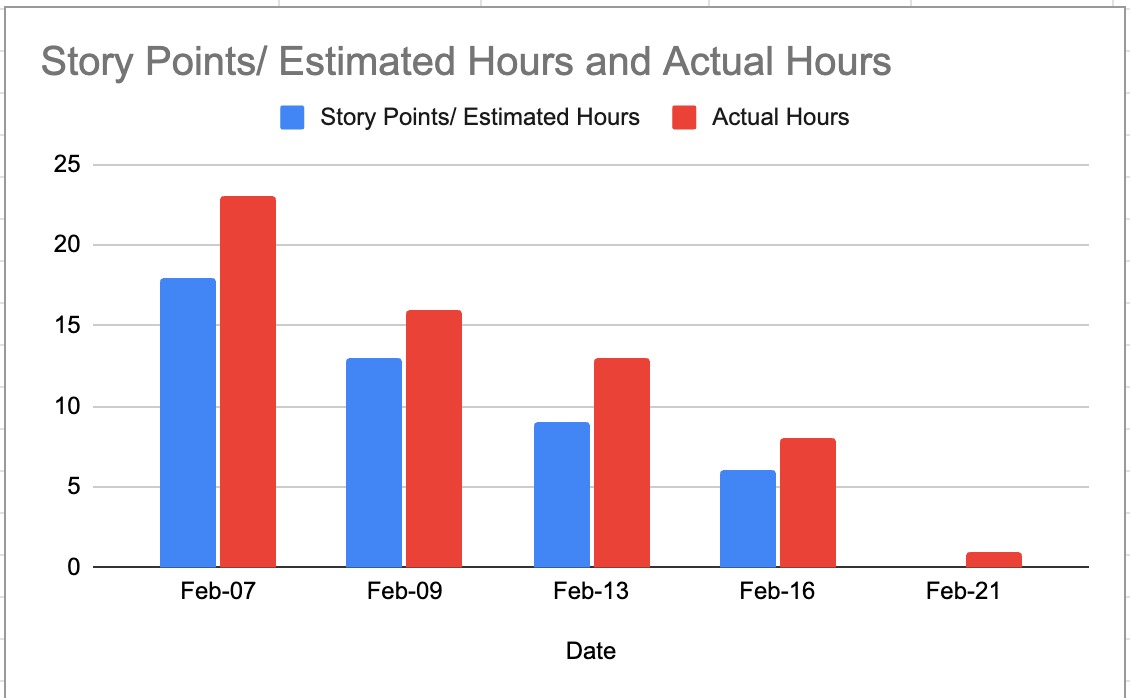 Story Points/ Estimated Hours and Actual Hours
Story Points/ Estimated Hours Actual Hours
25
20
15
10
5
0
Feb-07 Feb-09 Feb-13 Feb-16 Feb-21
Date